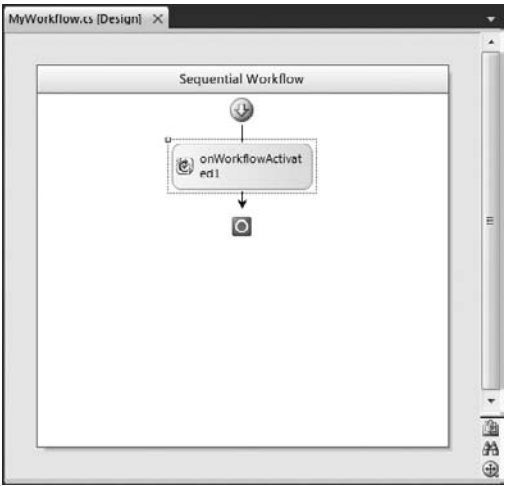 MyWorkflow.cs [Design]
Sequential Workflow
onWorkflowActivat
ed1